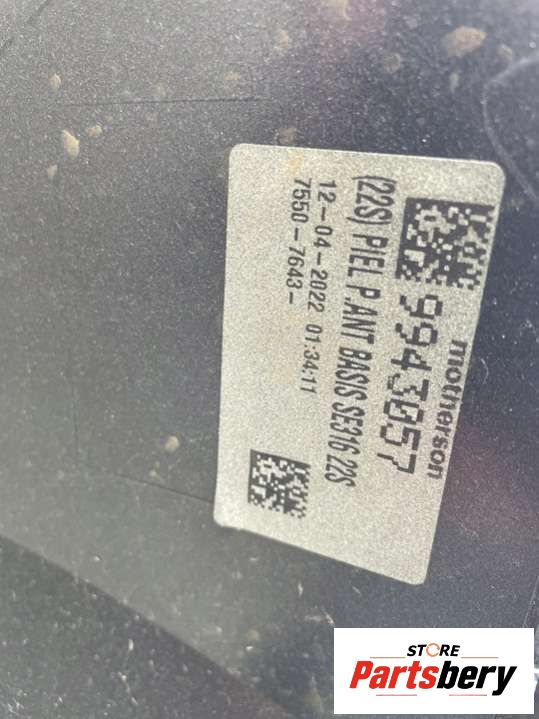 motherson
9943057
(22S) PIEL P.ANT BASIS SE316 22S
12-04-2022 01:34:11
7550-7643-
STORE
Partsbery